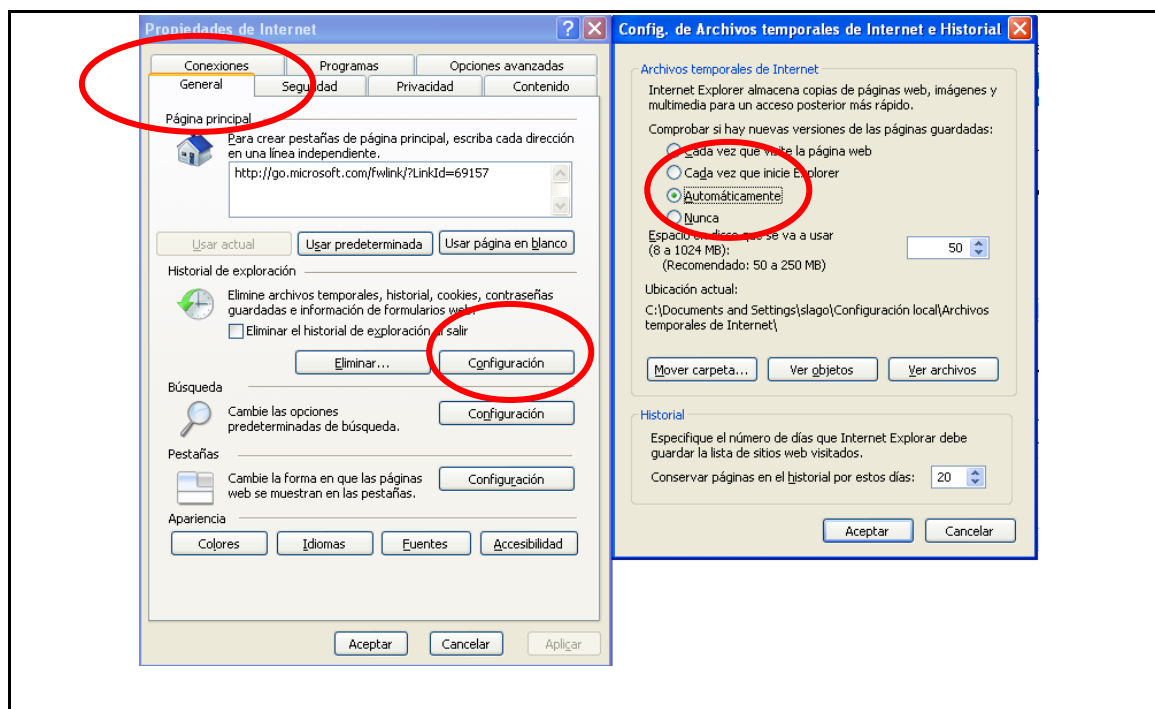 Propiedades de Internet
Conexiones
Programas
Opciones avanzadas
General
Seguridad
Privacidad
Contenido
Página principal
Para crear pestañas de página principal, escriba cada dirección
en una línea independiente.
http://go.microsoft.com/fwlink/?LinkId=69157
Usar actual
Usar predeterminada
Usar página en blanco
Historial de exploración
Elimine archivos temporales, historial, cookies, contraseñas
guardadas e información de formularios web.
Eliminar el historial de exploración al salir
Eliminar...
Configuración
Búsqueda
Cambie las opciones
predeterminadas de búsqueda.
Configuración
Pestañas
Cambie la forma en que las páginas
web se muestran en las pestañas.
Configuración
Apariencia
Colores
Idiomas
Fuentes
Accesibilidad
Aceptar
Cancelar
Aplicar
Config. de Archivos temporales de Internet e Historial
Archivos temporales de Internet
Internet Explorer almacena copias de páginas web, imágenes y
multimedia para un acceso posterior más rápido.
Comprobar si hay nuevas versiones de las páginas guardadas:
Cada vez que visite la página web
Cada vez que inicie Explorer
Automáticamente
Nunca
Espacio en disco que se va a usar
(8 a 1024 MB):
50
(Recomendado: 50 a 250 MB)
Ubicación actual:
C:\Documents and Settings\slago\Configuración local\Archivos
temporales de Internet\
Mover carpeta...
Ver objetos
Ver archivos
Historial
Especifique el número de días que Internet Explorar debe
guardar la lista de sitios web visitados.
Conservar páginas en el historial por estos días:
20
Aceptar
Cancelar